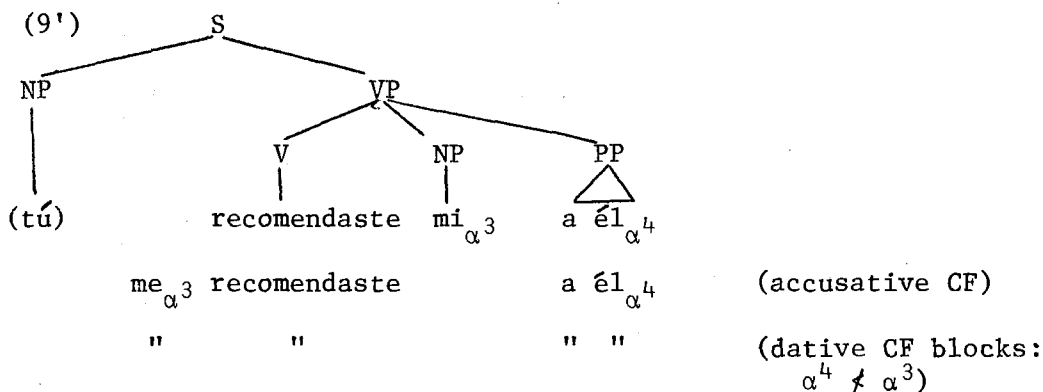 (9') S
NP VP
V NP PP
(tú) recomendaste mi α3 a él α4
me α3 recomendaste a él α4 (accusative CF)
" " " " (dative CF blocks:
α4 ≮ α3)